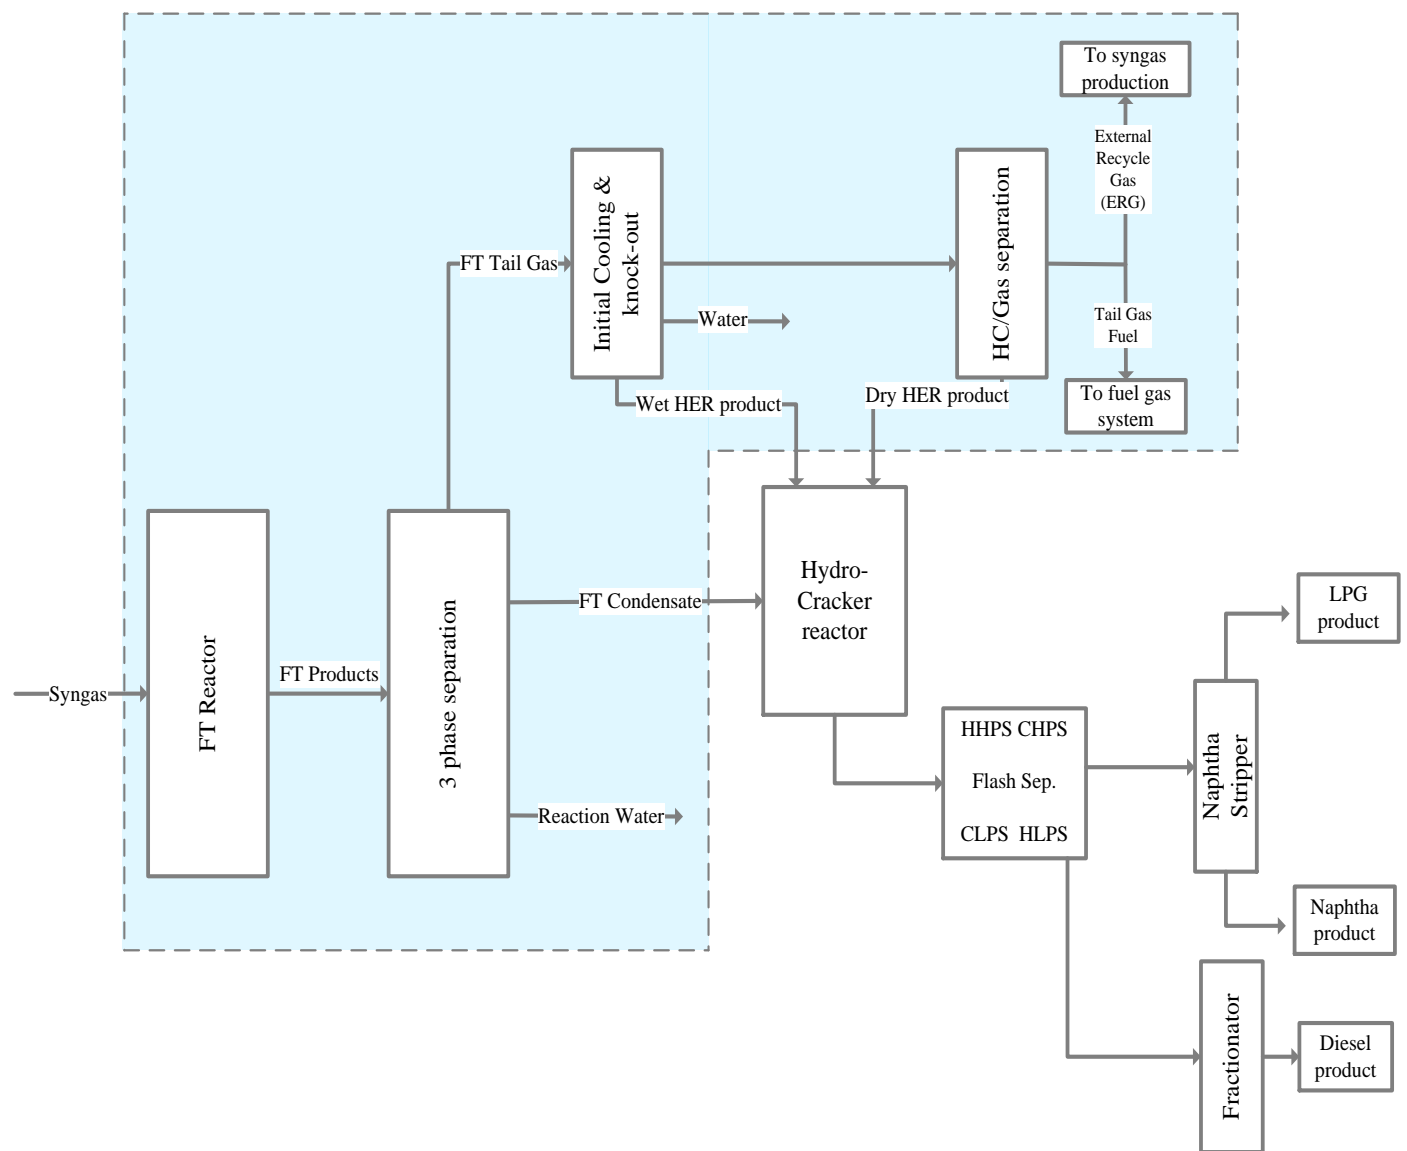 To syngas
production
External
Recycle
Gas
(ERG)
Initial Cooling &
knock-out
HC/Gas separation
FT Tail Gas
Water
Tail Gas
Fuel
Wet HER product
Dry HER product
To fuel gas
system
FT Reactor
3 phase separation
Hydro-
Cracker
reactor
FT Condensate
LPG
product
Syngas
FT Products
HHPS CHPS
Flash Sep.
CLPS HLPS
Naphtha
Stripper
Reaction Water
Naphtha
product
Fractionator
Diesel
product